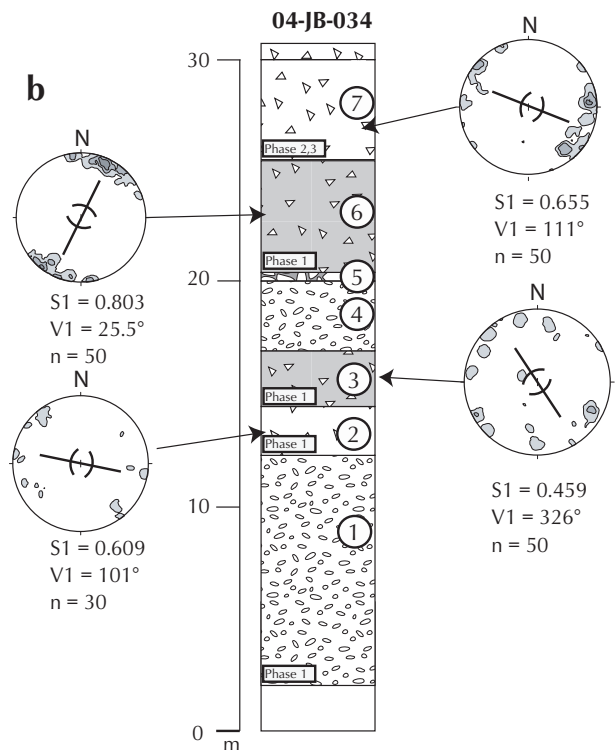 04-JB-034
b
30
20
10
0
m
7
Phase 2,3
6
Phase 1
5
4
3
Phase 1
2
Phase 1
1
Phase 1
N
S1 = 0.803
V1 = 25.5°
n = 50
N
S1 = 0.609
V1 = 101°
n = 30
N
S1 = 0.655
V1 = 111°
n = 50
N
S1 = 0.459
V1 = 326°
n = 50